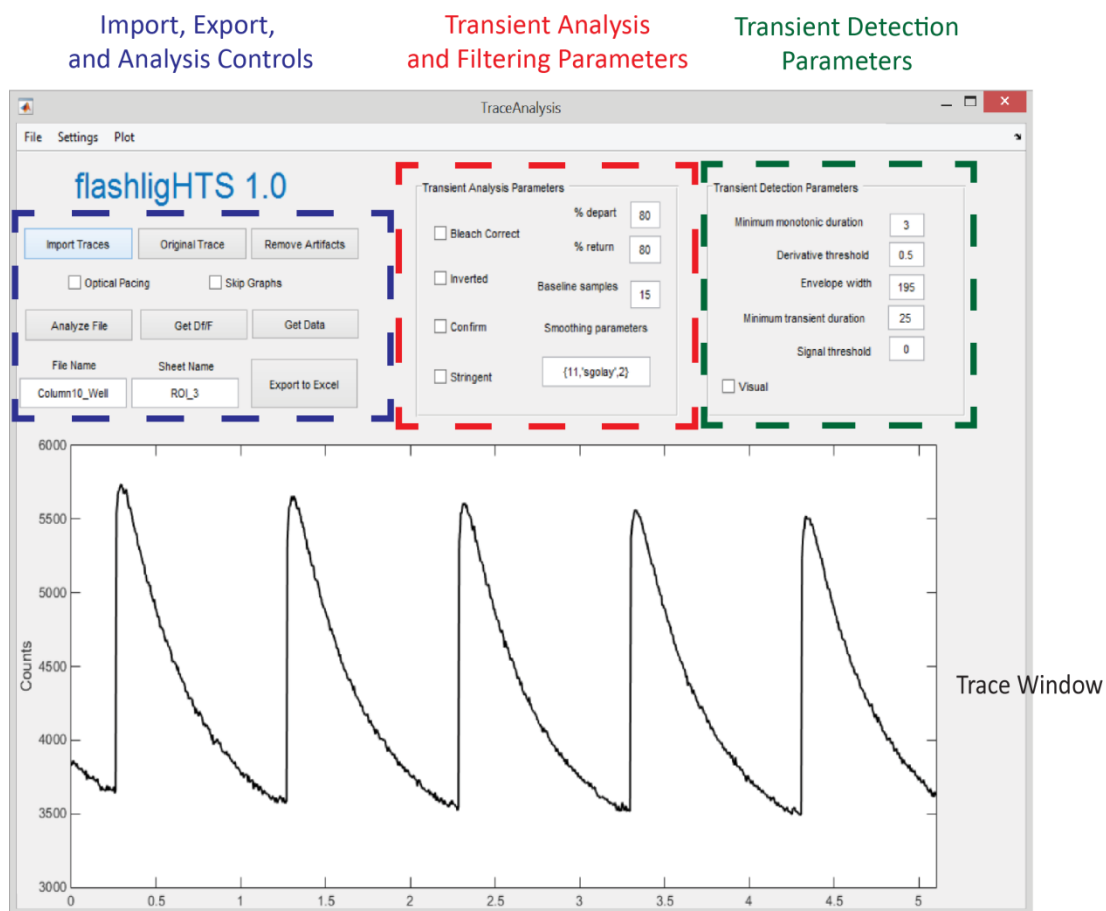 Import, Export,
and Analysis Controls
Transient Analysis
and Filtering Parameters
Transient Detection
Parameters
TraceAnalysis
File Settings Plot
flashligHTS 1.0
Import Traces
Original Trace
Remove Artifacts
Optical Pacing
Skip Graphs
Analyze File
Get Df/F
Get Data
File Name
Sheet Name
Column10_Well
ROI_3
Export to Excel
Transient Analysis Parameters
% depart 80
Bleach Correct
% return 80
Inverted
Baseline samples 15
Confirm
Smoothing parameters
Stringent
{11,'sgolay',2}
Transient Detection Parameters
Minimum monotonic duration 3
Derivative threshold 0.5
Envelope width 195
Minimum transient duration 25
Signal threshold 0
Visual
6000
5500
5000
4500
4000
3500
3000
Counts
0 0.5 1 1.5 2 2.5 3 3.5 4 4.5 5
Trace Window